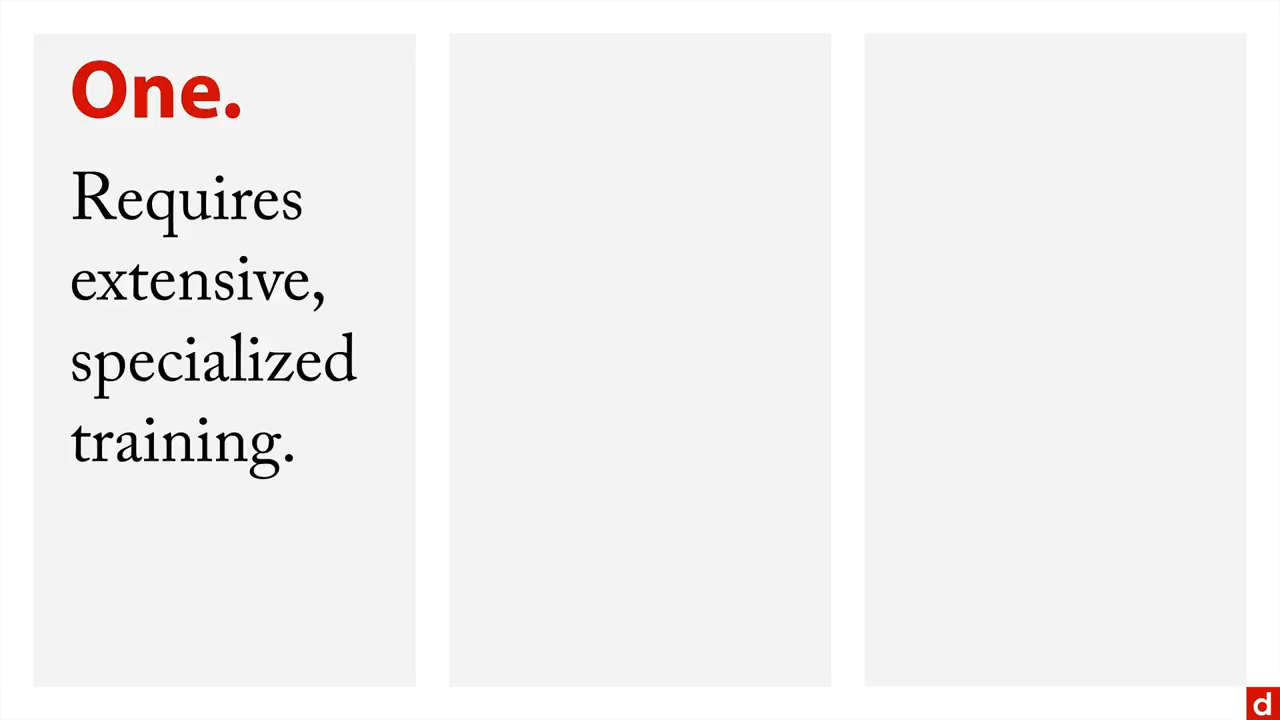 One.
Requires
extensive,
specialized
training.
d